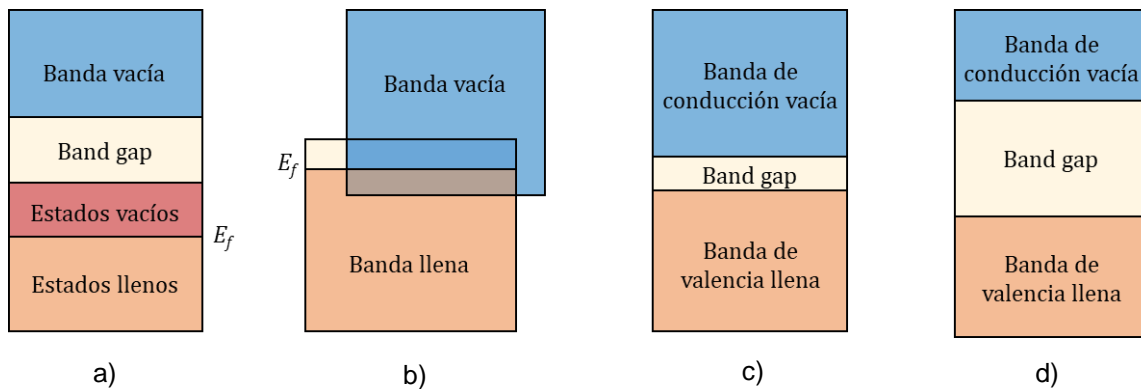 Banda vacía
Band gap
Estados vacíos
E_f
Estados llenos
a)
Banda vacía
E_f
Banda llena
b)
Banda de
conducción vacía
Band gap
Banda de
valencia llena
c)
Banda de
conducción vacía
Band gap
Banda de
valencia llena
d)